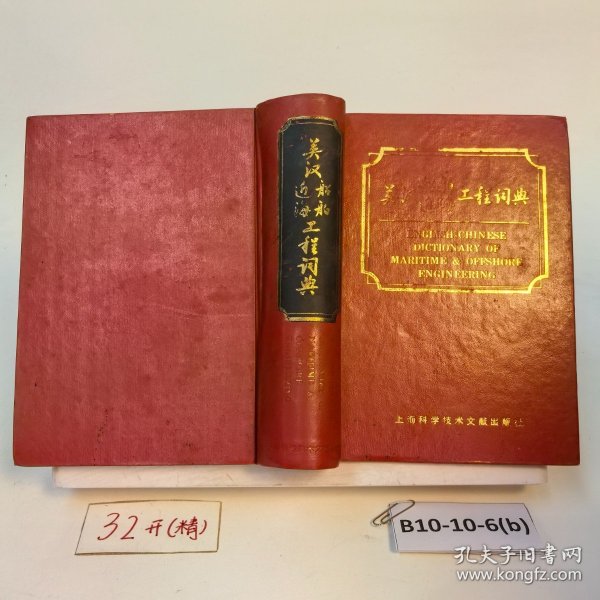 英汉船舶
近海工程词典
工程词典
ENGLISH-CHINESE
DICTIONARY OF
MARITIME & OFFSHORE
ENGINEERING
上海科学技术文献出版社
32开(精)
B10-10-6(b)
孔夫子旧书网
www.kongfz.com